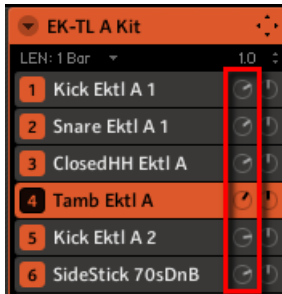 EK-TL A Kit
LEN: 1 Bar 1.0
1 Kick Ektl A 1
2 Snare Ektl A 1
3 ClosedHH Ektl A
4 Tamb Ektl A
5 Kick Ektl A 2
6 SideStick 70sDnB